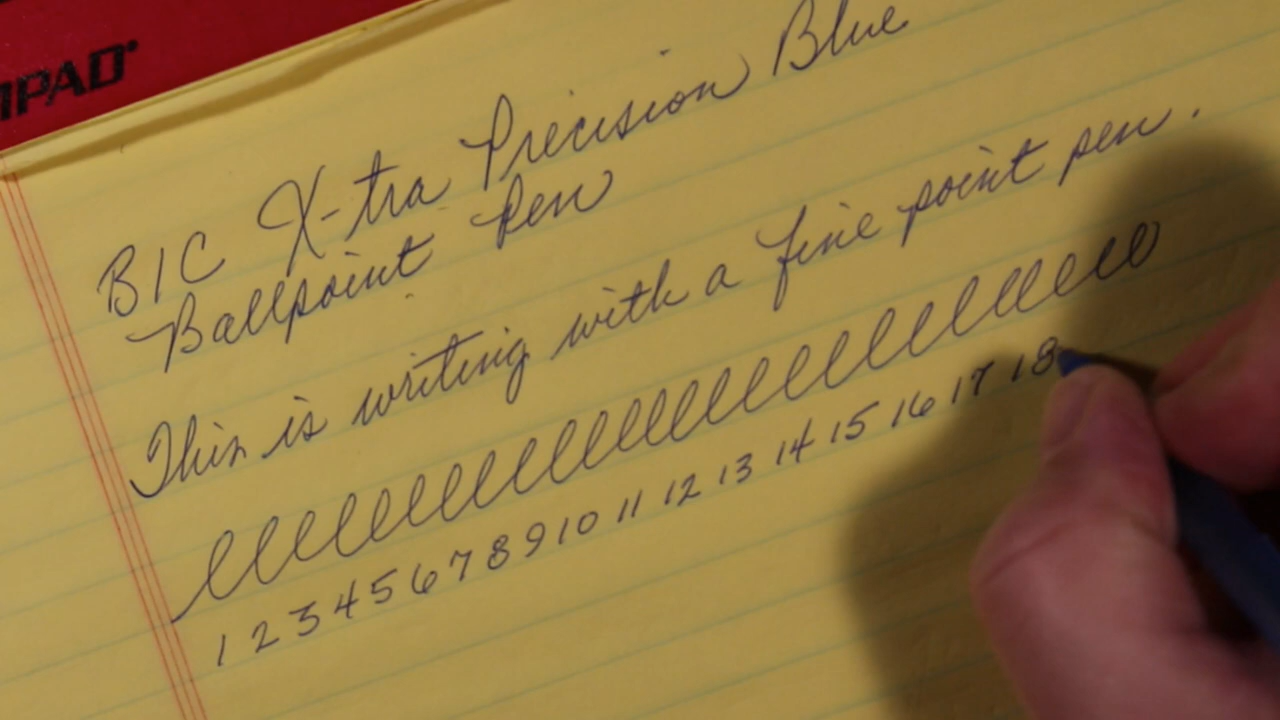 MPAD
BIC X-tra Precision Blue
Ballpoint Pen
This is writing with a fine point pen.
1 2 3 4 5 6 7 8 9 10 11 12 13 14 15 16 17 18